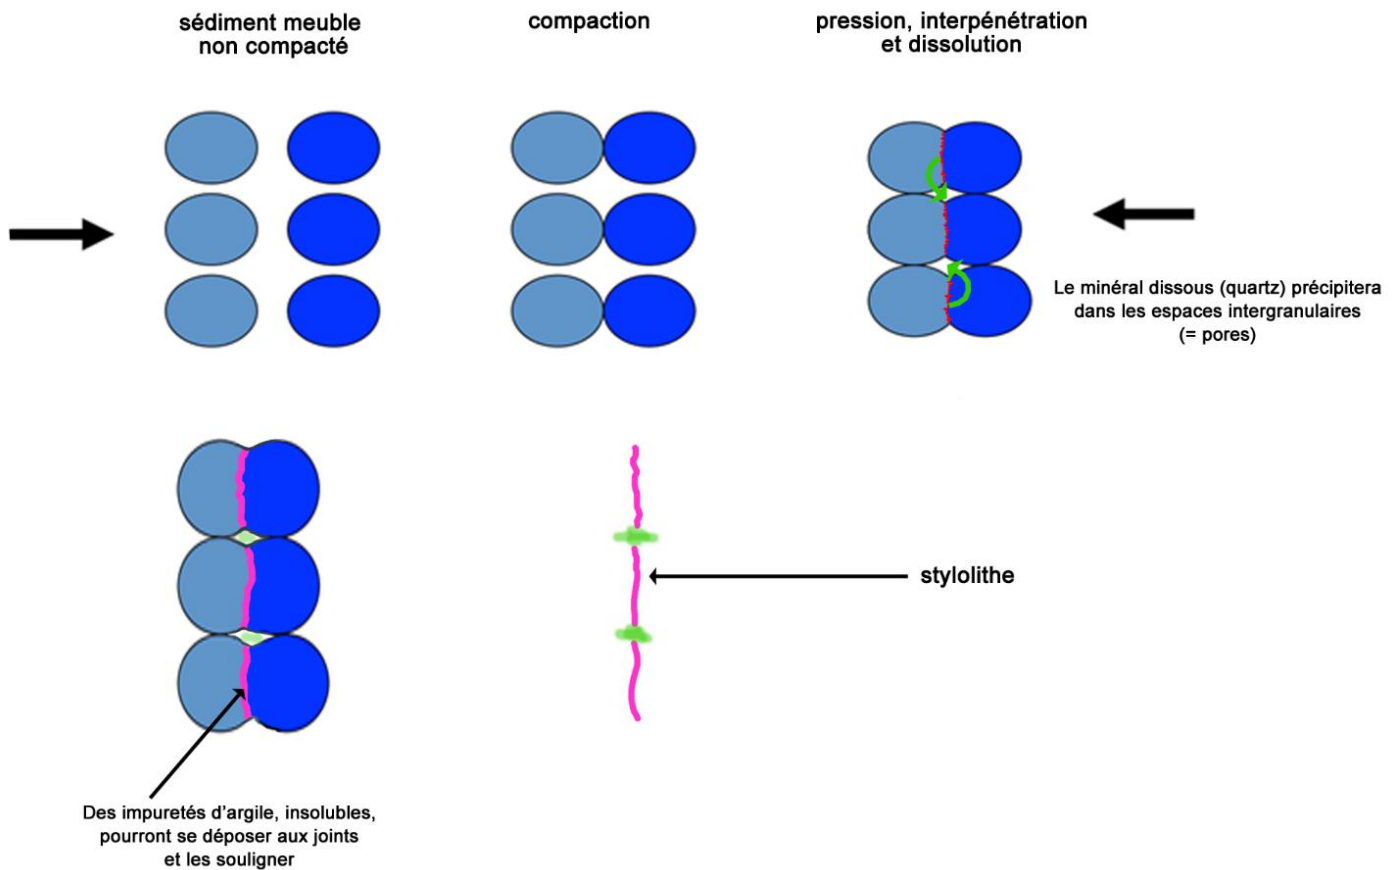 sédiment meuble
non compacté
compaction
pression, interpénétration
et dissolution
Le minéral dissous (quartz) précipitera
dans les espaces intergranulaires
(= pores)
stylolithe
Des impuretés d'argile, insolubles,
pourront se déposer aux joints
et les souligner